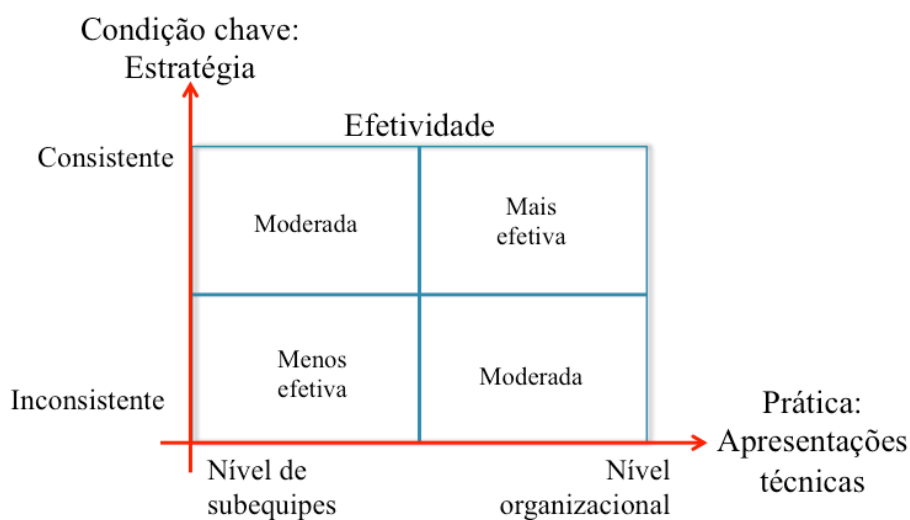 Condição chave:
Estratégia
Efetividade
Consistente
Moderada
Mais
efetiva
Menos
efetiva
Moderada
Inconsistente
Prática:
Apresentações
técnicas
Nível de
subequipes
Nível
organizacional